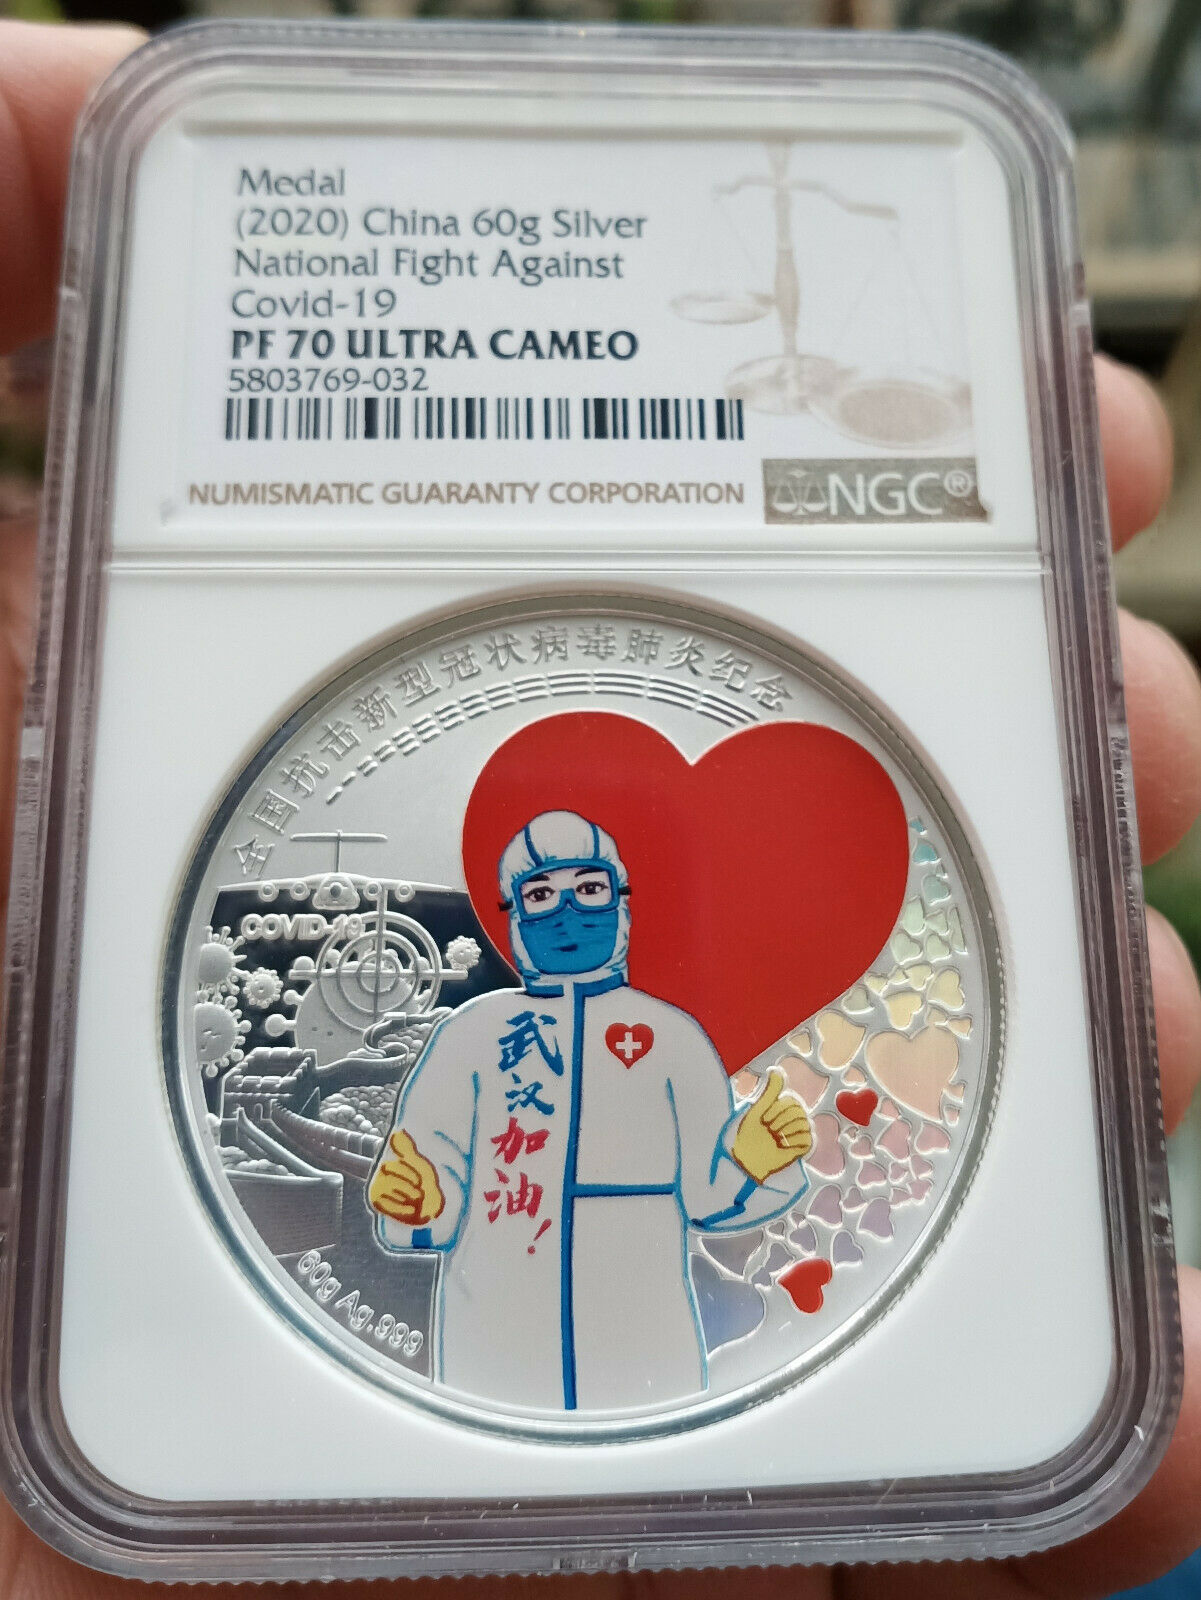 Medal
(2020) China 60g Silver
National Fight Against
Covid-19
PF 70 ULTRA CAMEO
5803769-032
NUMISMATIC GUARANTY CORPORATION
NGC®
全国抗击新型冠状病毒肺炎纪念
COVID-19
武汉加油!
60g Ag.999